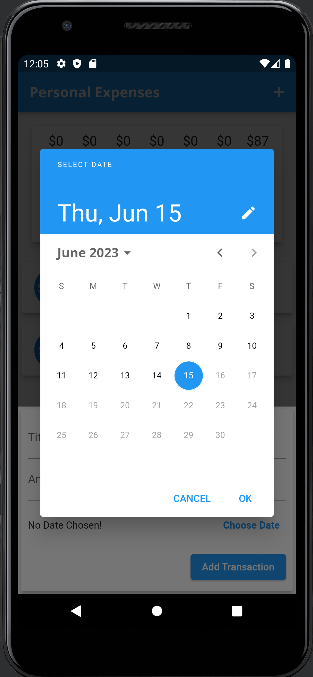 12:05
Personal Expenses +
$0 $0 $0 $0 $0 $87
SELECT DATE
Thu, Jun 15
June 2023
S M T W T F S
1 2 3
4 5 6 7 8 9 10
11 12 13 14 15 16 17
18 19 20 21 22 23 24
25 26 27 28 29 30
CANCEL OK
No Date Chosen! Choose Date
Add Transaction